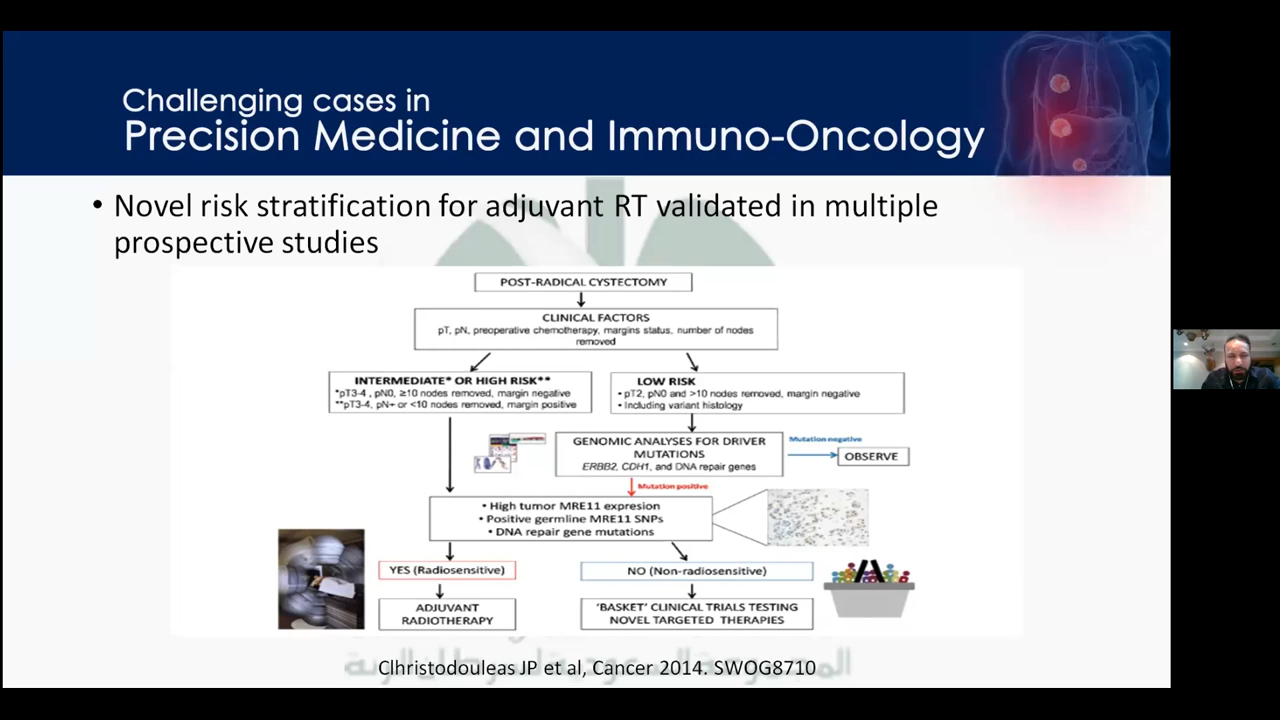 Challenging cases in
Precision Medicine and Immuno-Oncology
• Novel risk stratification for adjuvant RT validated in multiple
prospective studies
POST-RADICAL CYSTECTOMY
CLINICAL FACTORS
pT, pN, preoperative chemotherapy, margins status, number of nodes
removed
INTERMEDIATE* OR HIGH RISK**
*pT3-4 , pN0, ≥10 nodes removed, margin negative
**pT3-4, pN+ or <10 nodes removed, margin positive
LOW RISK
• pT2, pN0 and >10 nodes removed, margin negative
• Including variant histology
GENOMIC ANALYSES FOR DRIVER
MUTATIONS
ERBB2, CDH1, and DNA repair genes
Mutation negative
OBSERVE
Mutation positive
• High tumor MRE11 expresion
• Positive germline MRE11 SNPs
• DNA repair gene mutations
YES (Radiosensitive)
NO (Non-radiosensitive)
ADJUVANT
RADIOTHERAPY
'BASKET' CLINICAL TRIALS TESTING
NOVEL TARGETED THERAPIES
Clhristodouleas JP et al, Cancer 2014. SWOG8710